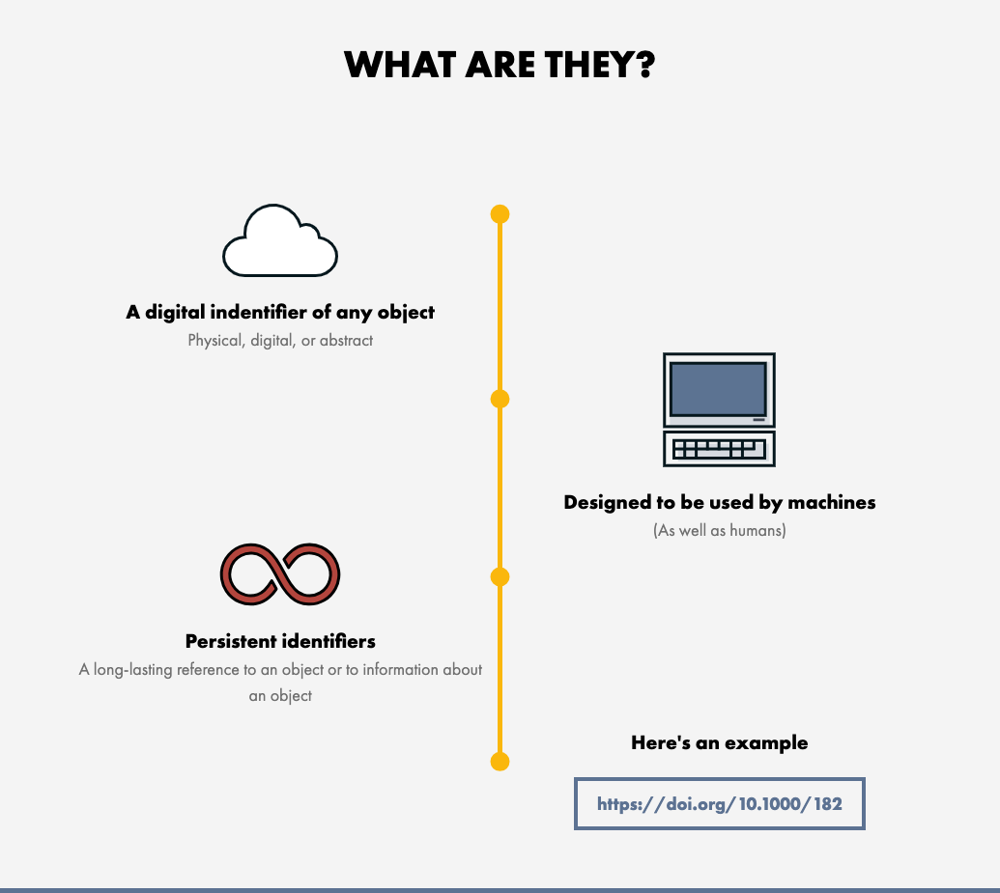 WHAT ARE THEY?
A digital indentifier of any object
Physical, digital, or abstract
Designed to be used by machines
(As well as humans)
Persistent identifiers
A long-lasting reference to an object or to information about
an object
Here's an example
https://doi.org/10.1000/182